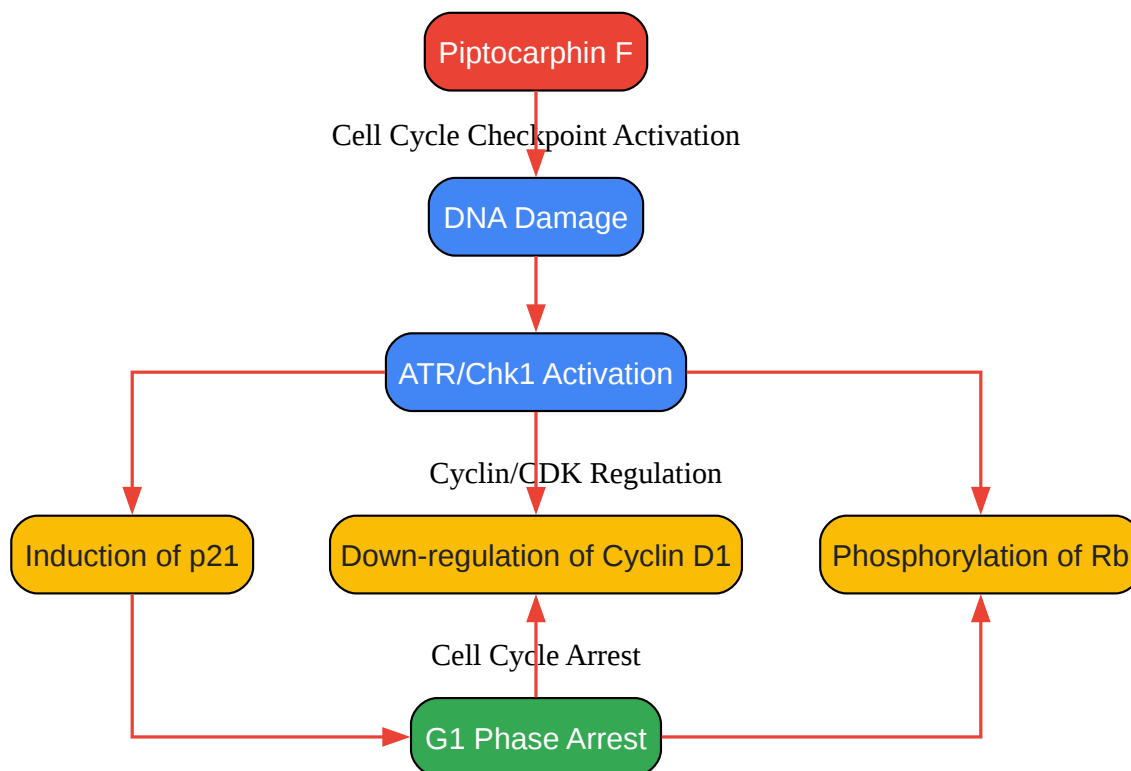 Piptocarphin F
Cell Cycle Checkpoint Activation
DNA Damage
ATR/Chk1 Activation
Cyclin/CDK Regulation
Induction of p21
Down-regulation of Cyclin D1
Phosphorylation of Rb
Cell Cycle Arrest
G1 Phase Arrest